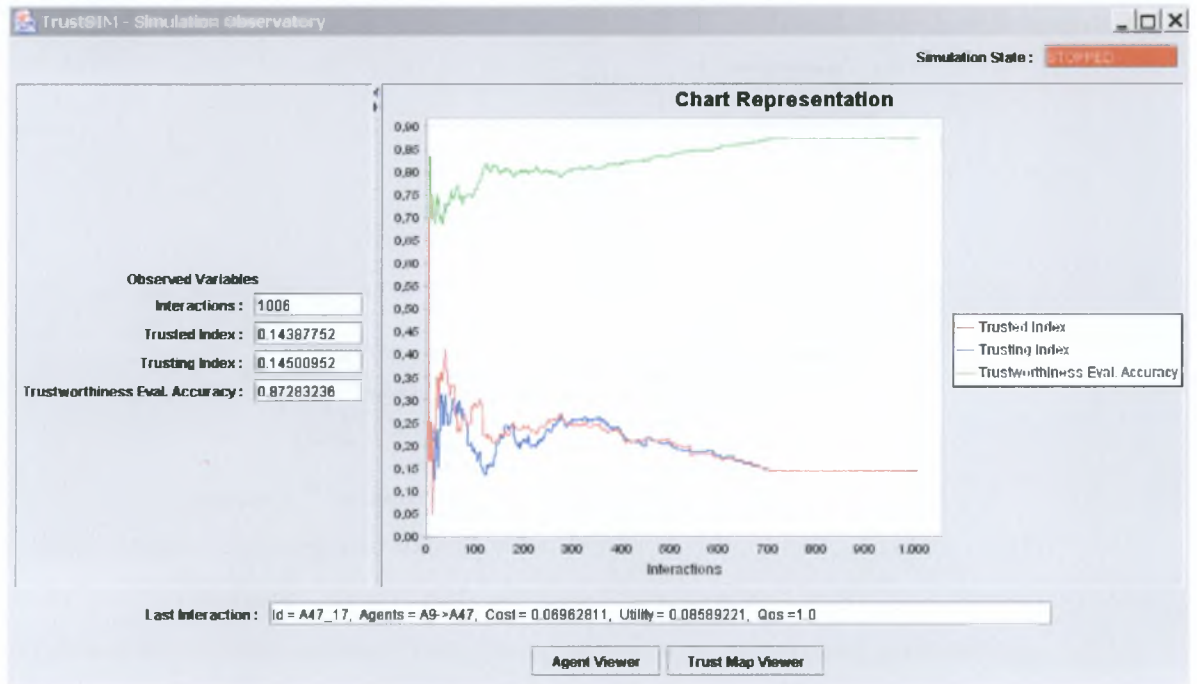 TrustSIM - Simulation Observatory
Simulation State :
STOPPED
Chart Representation
0,90
0,85
0,80
0,75
0,70
0,65
0,60
0,55
0,50
0,45
0,40
0,35
0,30
0,25
0,20
0,15
0,10
0,05
0,00
0 100 200 300 400 500 600 700 800 900 1.000
Interactions
Observed Variables
Interactions : 1006
Trusted Index : 0.14387752
Trusting Index : 0.14500952
Trustworthiness Eval. Accuracy : 0.87283236
Trusted Index
Trusting Index
Trustworthiness Eval. Accuracy
Last Interaction : Id = A47_17, Agents = A9->A47, Cost = 0.06962811, Utility = 0.08589221, Qos =1.0
Agent Viewer
Trust Map Viewer